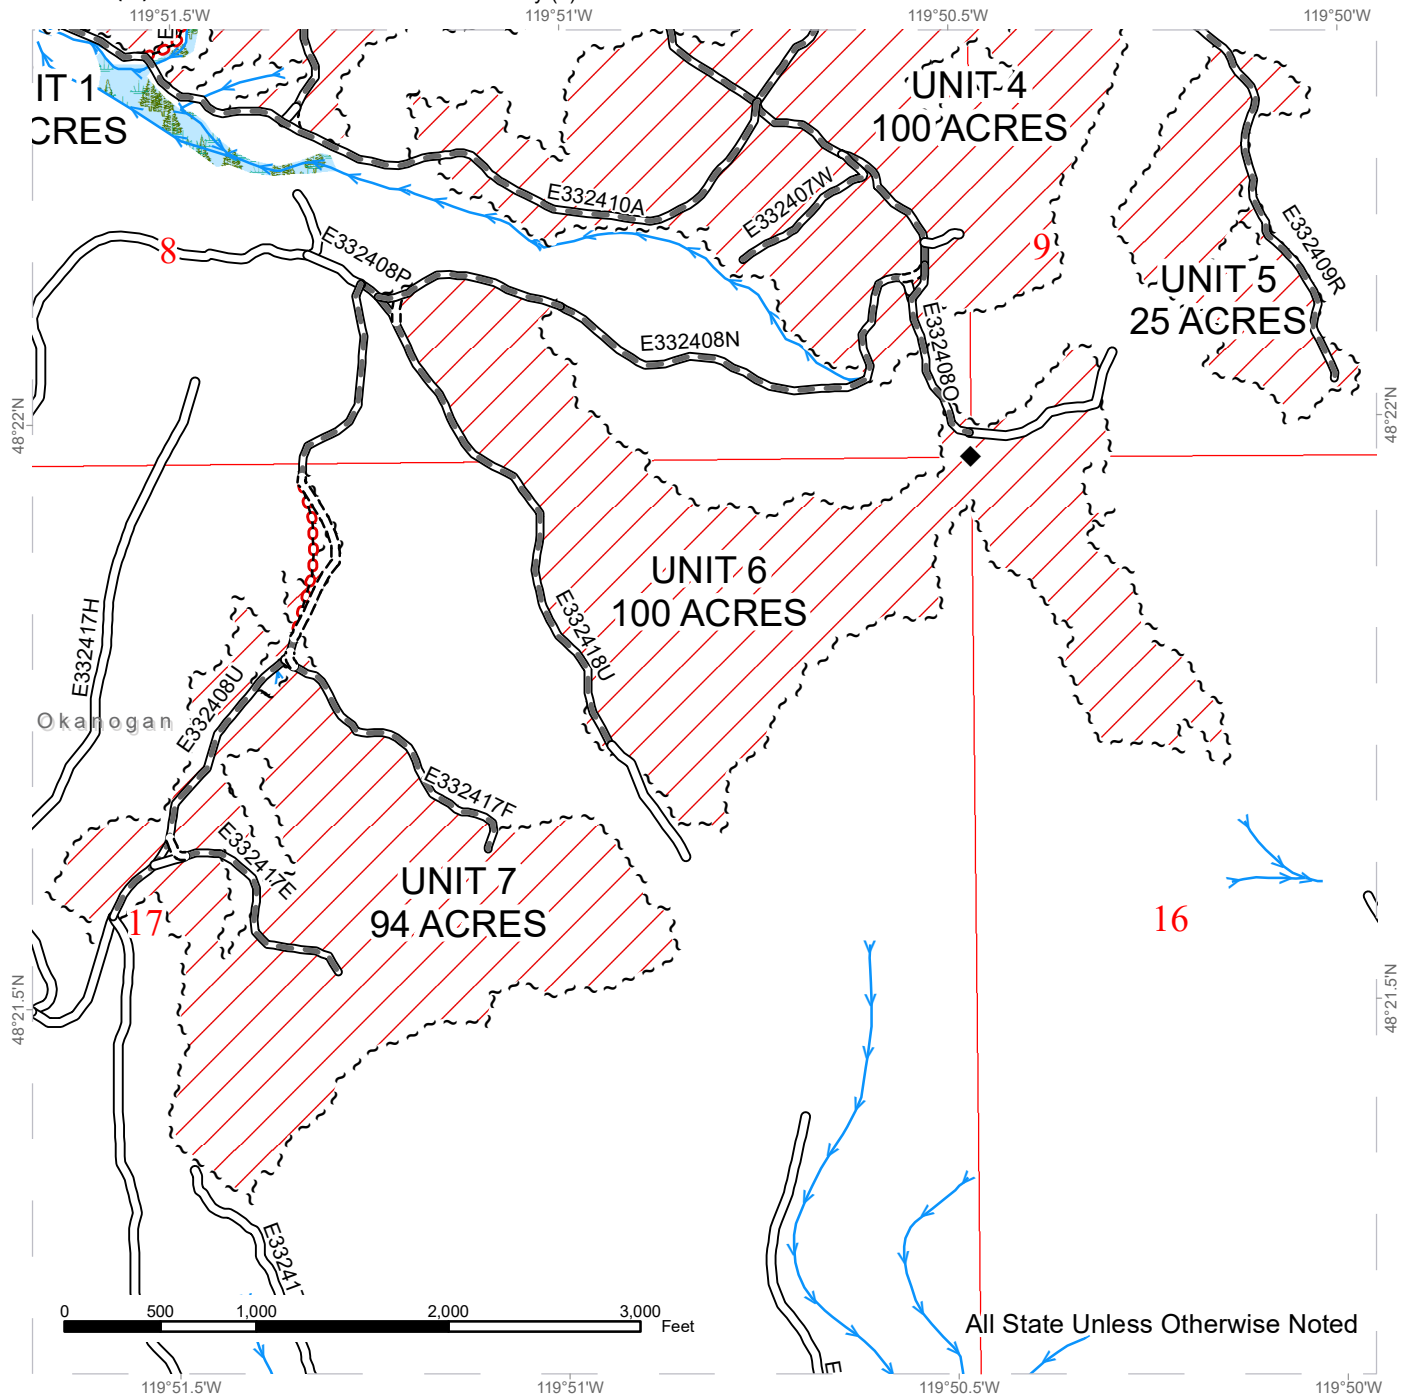 119°51.5'W
119°51'W
119°50.5'W
119°50'W
IT 1
CRES
UNIT 4
100 ACRES
E332410A
E332407W
E332408P
8
9
E332409R
UNIT 5
25 ACRES
E332408N
E332408O
48°22'N
48°22'N
UNIT 6
100 ACRES
E332417H
E332418U
E332408U
Okanogan
E332417F
E332417E
UNIT 7
94 ACRES
17
16
48°21.5'N
48°21.5'N
E33241
0
500
1,000
2,000
3,000
Feet
All State Unless Otherwise Noted
E
119°51.5'W
119°51'W
119°50.5'W
119°50'W